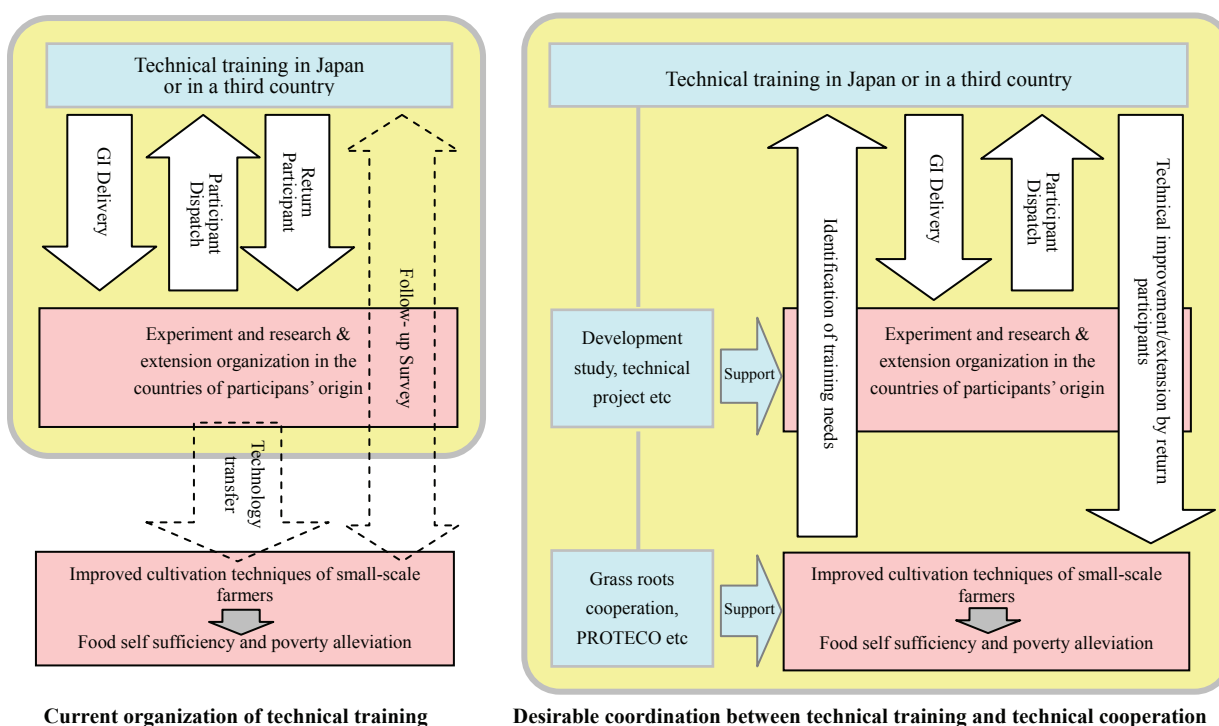 Technical training in Japan
or in a third country
GI Delivery
Participant
Dispatch
Return
Participant
Follow- up Survey
Experiment and research &
extension organization in the
countries of participans’ origin
Technology
transfer
Improved cultivation techniques of small-scale
farmers
Food self sufficiency and poverty alleviation
Current organization of technical training
Technical training in Japan or in a third country
Identification of training needs
GI Delivery
Participant
Dispatch
Technical improvement/extension by return
participants
Development
study, technical
project etc
Support
Experiment and research &
extension organization in the
countries of participants’ origin
Grass roots
cooperation,
PROTECO etc
Support
Improved cultivation techniques of small-scale
farmers
Food self sufficiency and poverty alleviation
Desirable coordination between technical training and technical cooperation